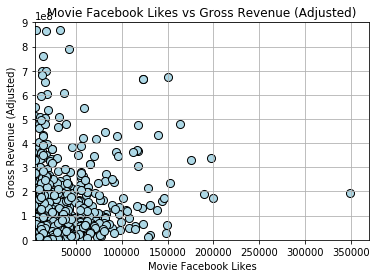 Movie Facebook Likes vs Gross Revenue (Adjusted)
1e8
9
8
7
6
5
4
3
2
1
0
Gross Revenue (Adjusted)
50000 100000 150000 200000 250000 300000 350000
Movie Facebook Likes